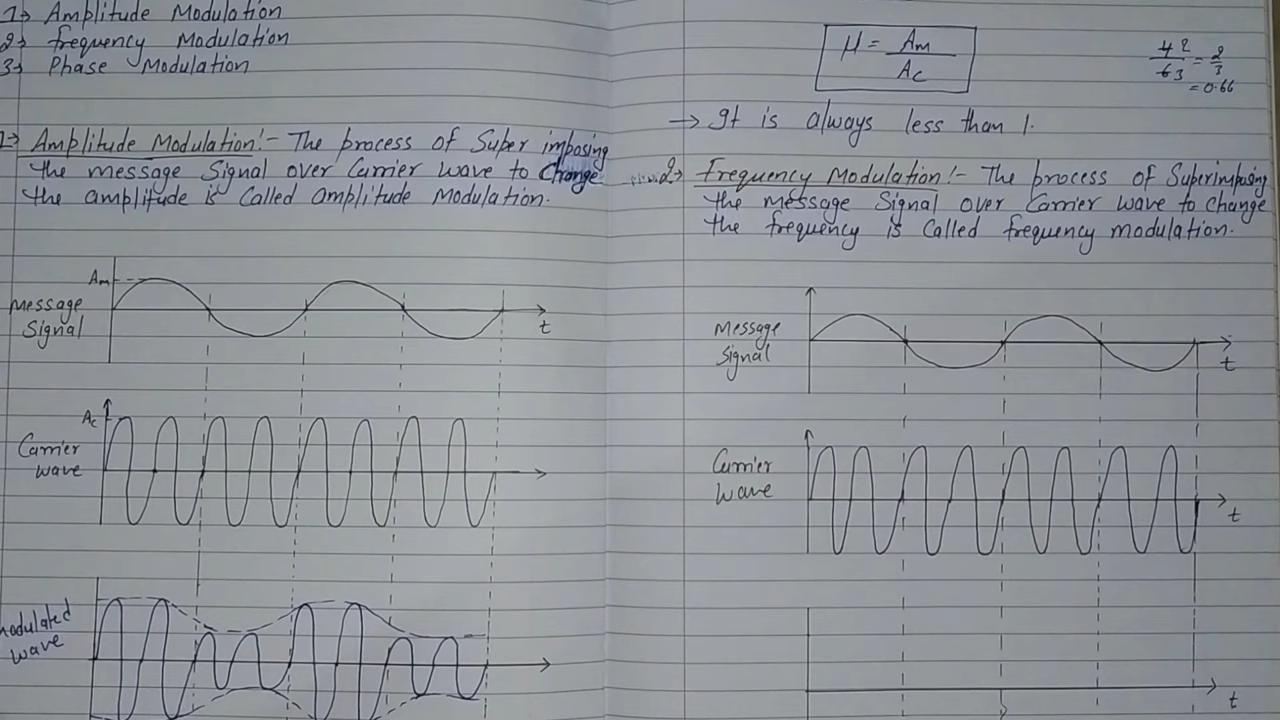 1→ Amplitude Modulation
2→ frequency Modulation
3→ Phase Modulation
1→ Amplitude Modulation!- The process of Super imposing
the message Signal over Carrier wave to Change
the amplitude is Called amplitude Modulation.
Am
Message
Signal
t
Ac
Carrier
wave
modulated
wave
μ = Am/Ac
42/63 = 2/3
= 0.66
→ It is always less than 1.
2→ Frequency Modulation!- The process of Superimposing
the message Signal over Carrier wave to change
the frequency is Called frequency modulation.
Message
Signal
t
Carrier
wave
t
t